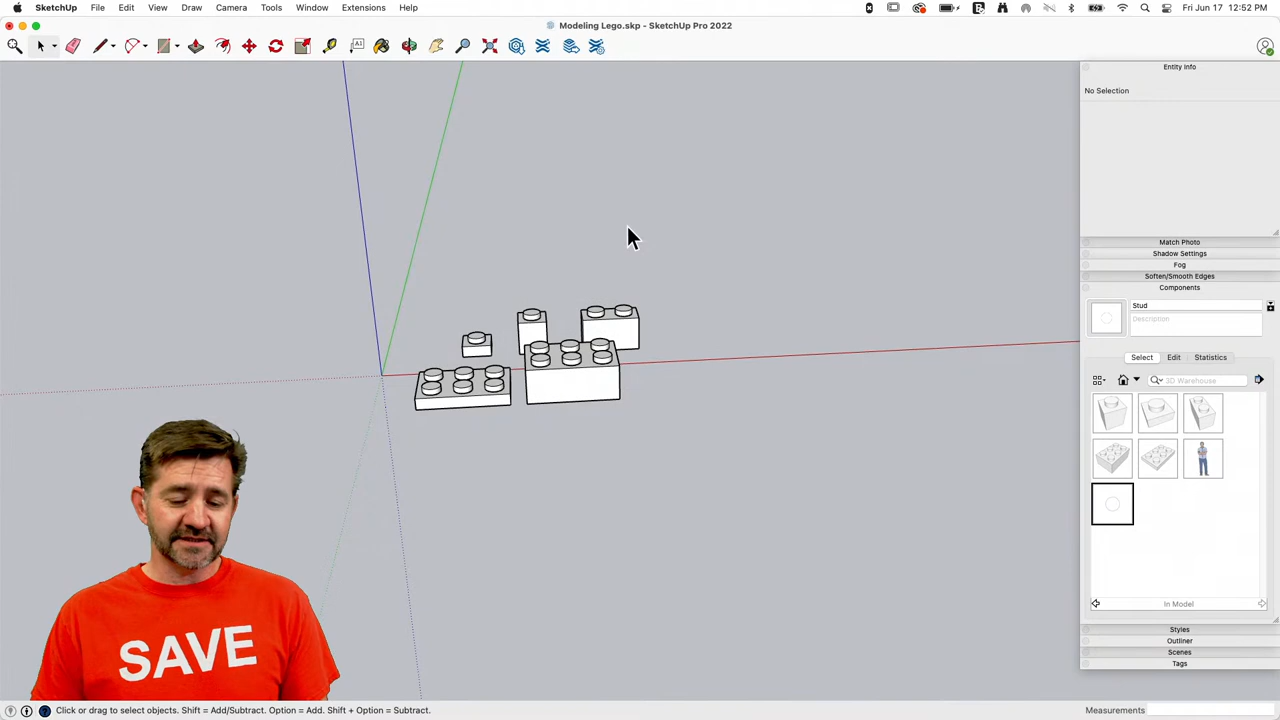 SketchUp File Edit View Draw Camera Tools Window Extensions Help Fri Jun 17 12:52 PM
Modeling Lego.skp - SketchUp Pro 2022
Entity Info
No Selection
Match Photo
Shadow Settings
Fog
Soften/Smooth Edges
Components
Stud
Description
Select Edit Statistics
3D Warehouse
In Model
Styles
Outliner
Scenes
Tags
SAVE
Click or drag to select objects. Shift = Add/Subtract. Option = Add. Shift + Option = Subtract. Measurements